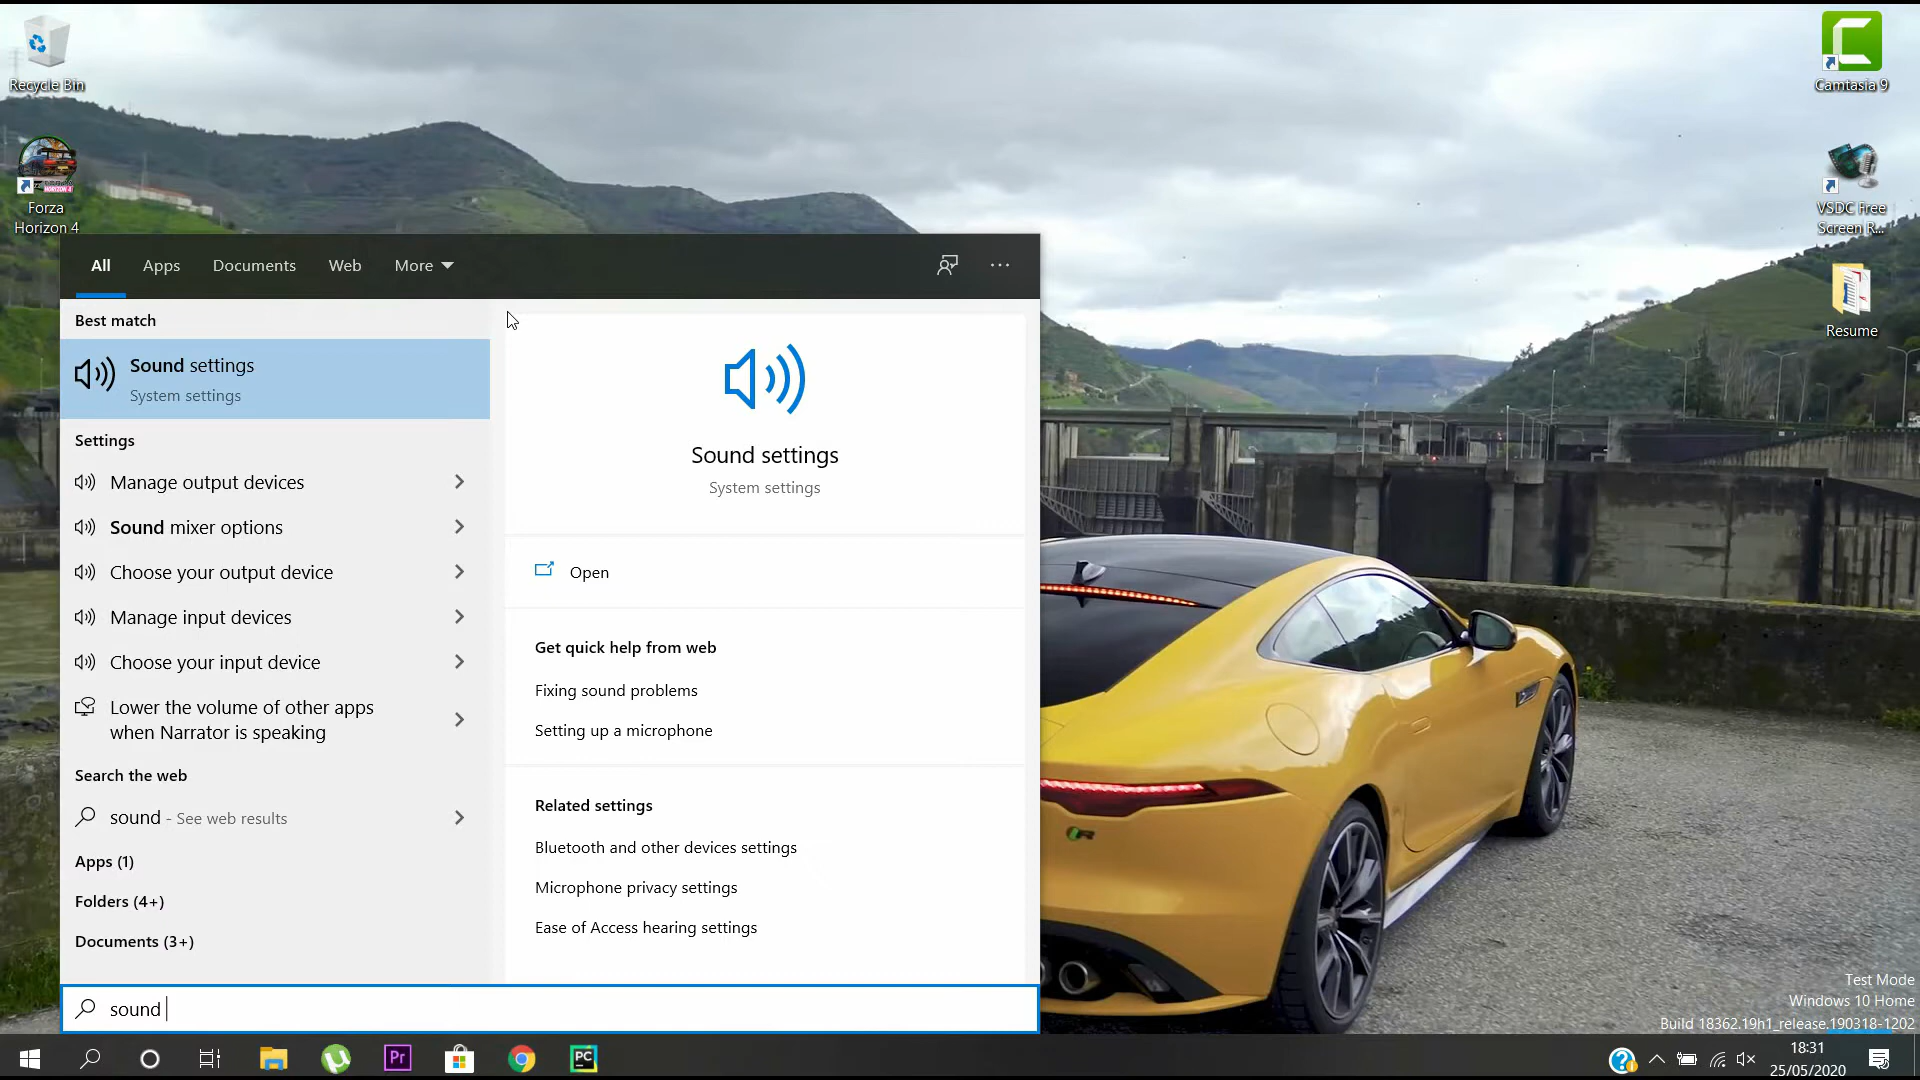 Recycle Bin
Forza
Horizon 4
Camtasia 9
VSDC Free
Screen R...
Resume
All
Apps
Documents
Web
More
Best match
Sound settings
System settings
Settings
Manage output devices
Sound mixer options
Choose your output device
Manage input devices
Choose your input device
Lower the volume of other apps
when Narrator is speaking
Search the web
sound - See web results
Apps (1)
Folders (4+)
Documents (3+)
Sound settings
System settings
Open
Get quick help from web
Fixing sound problems
Setting up a microphone
Related settings
Bluetooth and other devices settings
Microphone privacy settings
Ease of Access hearing settings
sound
Test Mode
Windows 10 Home
Build 18362.19h1_release.190318-1202
Pr
PC
18:31
25/05/2020